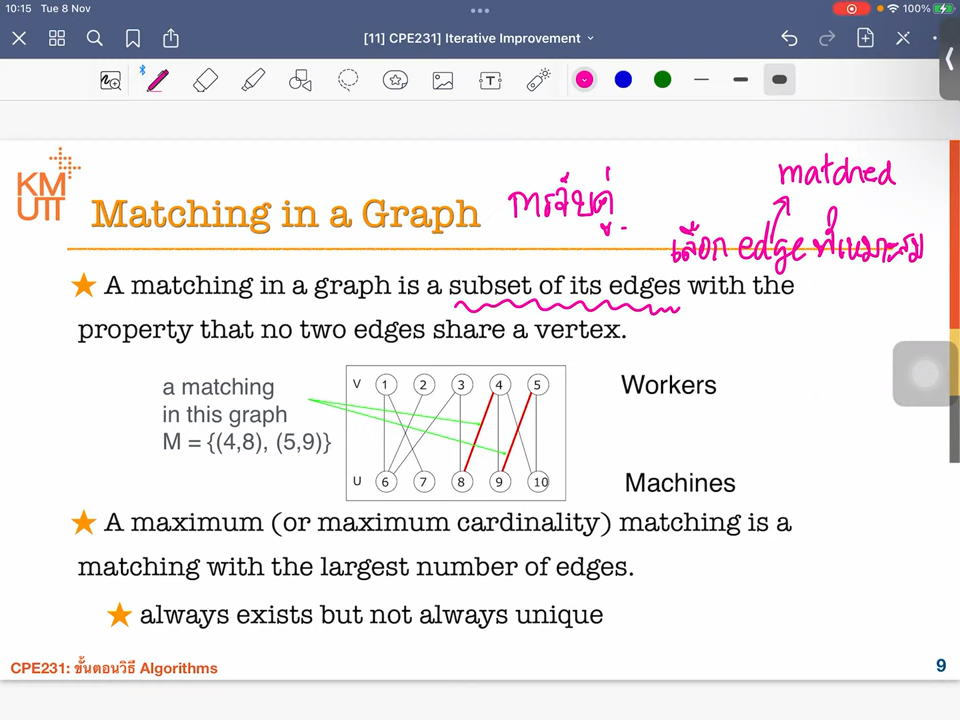 10:15 Tue 8 Nov
100%
[11] CPE231] Iterative Improvement
T
KM
UTT
Matching in a Graph
การจับคู่
matched
เลือก edge ที่เหมาะสม
A matching in a graph is a subset of its edges with the
property that no two edges share a vertex.
a matching
in this graph
M = {(4,8), (5,9)}
V 1 2 3 4 5
U 6 7 8 9 10
Workers
Machines
A maximum (or maximum cardinality) matching is a
matching with the largest number of edges.
always exists but not always unique
CPE231: ขั้นตอนวิธี Algorithms
9